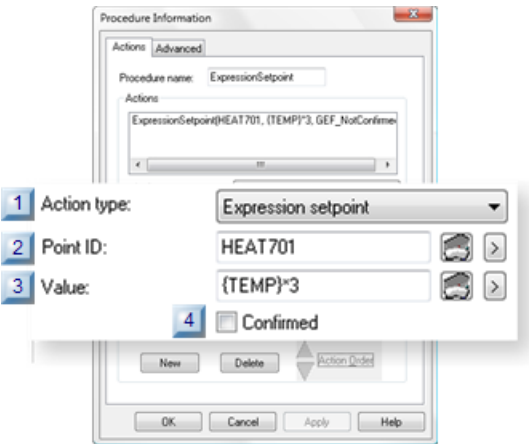 Procedure Information
Actions Advanced
Procedure name: ExpressionSetpoint
Actions
ExpressionSetpoint(HEAT701, {TEMP}*3, GEF_NotConfirme
1 Action type: Expression setpoint
2 Point ID: HEAT701 >
3 Value: {TEMP}*3 >
4 Confirmed
New Delete Action Order
OK Cancel Apply Help